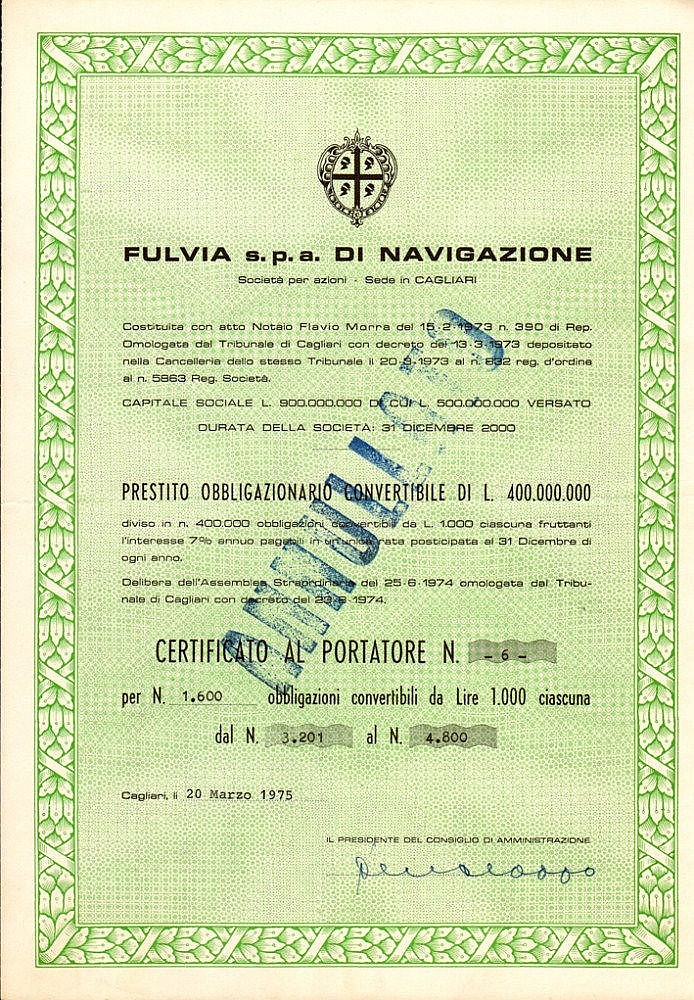 FULVIA s.p.a. DI NAVIGAZIONE
Società per azioni - Sede in CAGLIARI
Costituita con atto Notaio Flavio Marra del 15-2-1973 n. 390 di Rep.
Omologata dal Tribunale di Cagliari con decreto del 13-3-1973 depositato
nella Cancelleria dello stesso Tribunale il 20-3-1973 al n. 632 reg. d'ordine
al n. 5863 Reg. Società.
CAPITALE SOCIALE L. 900.000.000 DI CUI L. 500.000.000 VERSATO
DURATA DELLA SOCIETÀ: 31 DICEMBRE 2000
ANNULLATO
PRESTITO OBBLIGAZIONARIO CONVERTIBILE DI L. 400.000.000
diviso in n. 400.000 obbligazioni convertibili da L. 1.000 ciascuna fruttanti
l'interesse 7% annuo pagabili in un'unica rata posticipata al 31 Dicembre di
ogni anno.
Delibera dell'Assemblea Straordinaria del 25-6-1974 omologata dal Tribu-
nale di Cagliari con decreto del
CERTIFICATO AL PORTATORE N. - 6 -
per N. 1.600 obbligazioni convertibili da Lire 1.000 ciascuna
dal N. 3.201 al N. 4.800
Cagliari, li 20 Marzo 1975
IL PRESIDENTE DEL CONSIGLIO DI AMMINISTRAZIONE